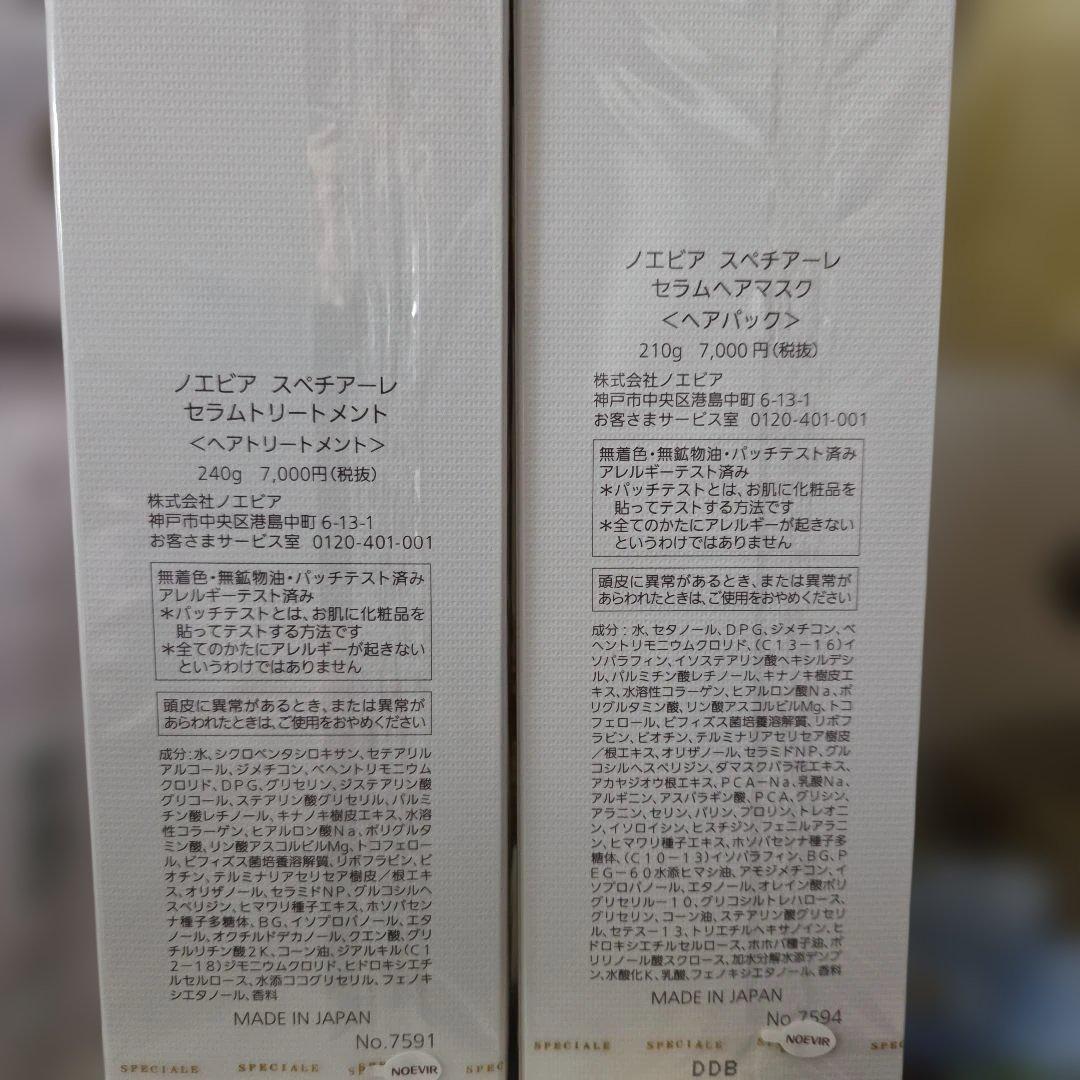 ノエビア スペチアーレ
セラムトリートメント
<ヘアトリートメント>
240g 7,000円(税抜)
株式会社ノエビア
神戸市中央区港島中町 6-13-1
お客さまサービス室 0120-401-001
無着色・無鉱物油・パッチテスト済み
アレルギーテスト済み
*パッチテストとは、お肌に化粧品を
貼ってテストする方法です
*全てのかたにアレルギーが起きない
というわけではありません
頭皮に異常があるとき、または異常が
あらわれたときは、ご使用をおやめください
成分:水、シクロペンタシロキサン、セテアリル
アルコール、ジメチコン、ベヘントリモニウム
クロリド、DPG、グリセリン、ジステアリン酸
グリコール、ステアリン酸グリセリル、パルミ
チン酸レチノール、キナノキ樹皮エキス、水溶
性コラーゲン、ヒアルロン酸Na、ポリグルタ
ミン酸、リン酸アスコルビルMg、トコフェロー
ル、ビフィズス菌培養溶解質、リボフラビン、ビ
オチン、テルミナリアセリセア樹皮/根エキ
ス、オリザノール、セラミドNP、グルコシルヘ
スペリジン、ヒマワリ種子エキス、ホソバセン
ナ種子多糖体、BG、イソプロパノール、エタ
ノール、オクチルドデカノール、クエン酸、グリ
チルリチン酸2K、コーン油、ジアルキル(C1
2-18)ジモニウムクロリド、ヒドロキシエチ
ルセルロース、水添ココグリセリル、フェノキ
シエタノール、香料
MADE IN JAPAN
No.7591
SPECIALE SPECIALE
NOEVIR
ノエビア スペチアーレ
セラムヘアマスク
<ヘアパック>
210g 7,000円(税抜)
株式会社ノエビア
神戸市中央区港島中町 6-13-1
お客さまサービス室 0120-401-001
無着色・無鉱物油・パッチテスト済み
アレルギーテスト済み
*パッチテストとは、お肌に化粧品を
貼ってテストする方法です
*全てのかたにアレルギーが起きない
というわけではありません
頭皮に異常があるとき、または異常が
あらわれたときは、ご使用をおやめください
成分:水、セタノール、DPG、ジメチコン、ベ
ヘントリモニウムクロリド、(C13-16)イ
ソパラフィン、イソステアリン酸ヘキシルデシ
ル、パルミチン酸レチノール、キナノキ樹皮エ
キス、水溶性コラーゲン、ヒアルロン酸Na、ポ
リグルタミン酸、リン酸アスコルビルMg、トコ
フェロール、ビフィズス菌培養溶解質、リボフ
ラビン、ビオチン、テルミナリアセリセア樹皮
/根エキス、オリザノール、セラミドNP、グル
コシルヘスペリジン、ダマスクバラ花エキス、
アカヤジオウ根エキス、PCA-Na、乳酸Na、
アルギニン、アスパラギン酸、PCA、グリシン、
アラニン、セリン、バリン、プロリン、トレオニ
ン、イソロイシン、ヒスチジン、フェニルアラニ
ン、ヒマワリ種子エキス、ホソバセンナ種子多
糖体、(C10-13)イソパラフィン、BG、P
EG-60水添ヒマシ油、アモジメチコン、イ
ソプロパノール、エタノール、オレイン酸ポリ
グリセリル-10、グリコシルトレハロース、
グリセリン、コーン油、ステアリン酸グリセリ
ル、セテス-13、トリエチルヘキサノイン、ヒ
ドロキシエチルセルロース、ホホバ種子油、ポ
リリノール酸スクロース、加水分解水添デンプ
ン、水酸化K、乳酸、フェノキシエタノール、香料
MADE IN JAPAN
No.7594
SPECIALE SPECIALE
NOEVIR
DDB